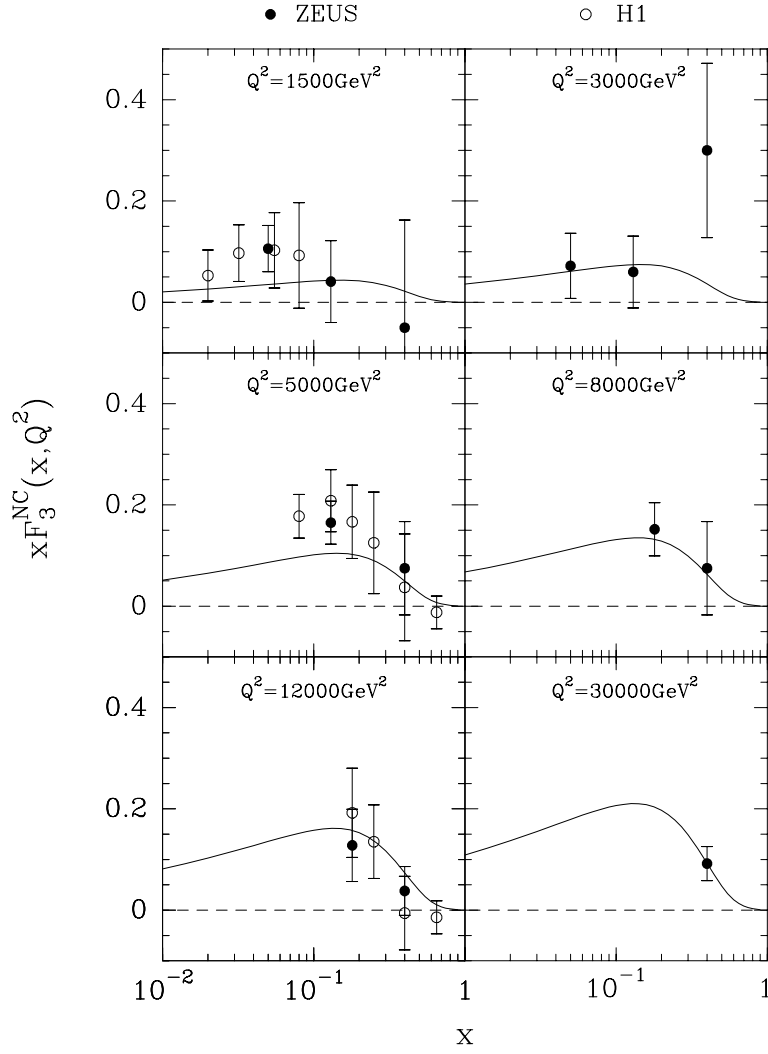 ● ZEUS ○ H1
Q²=1500GeV² Q²=3000GeV²
0.4
0.2
0
Q²=5000GeV² Q²=8000GeV²
0.4
0.2
0
xF₃ᴺᶜ(x,Q²)
Q²=12000GeV² Q²=30000GeV²
0.4
0.2
0
10⁻² 10⁻¹ 1 10⁻¹ 1
x